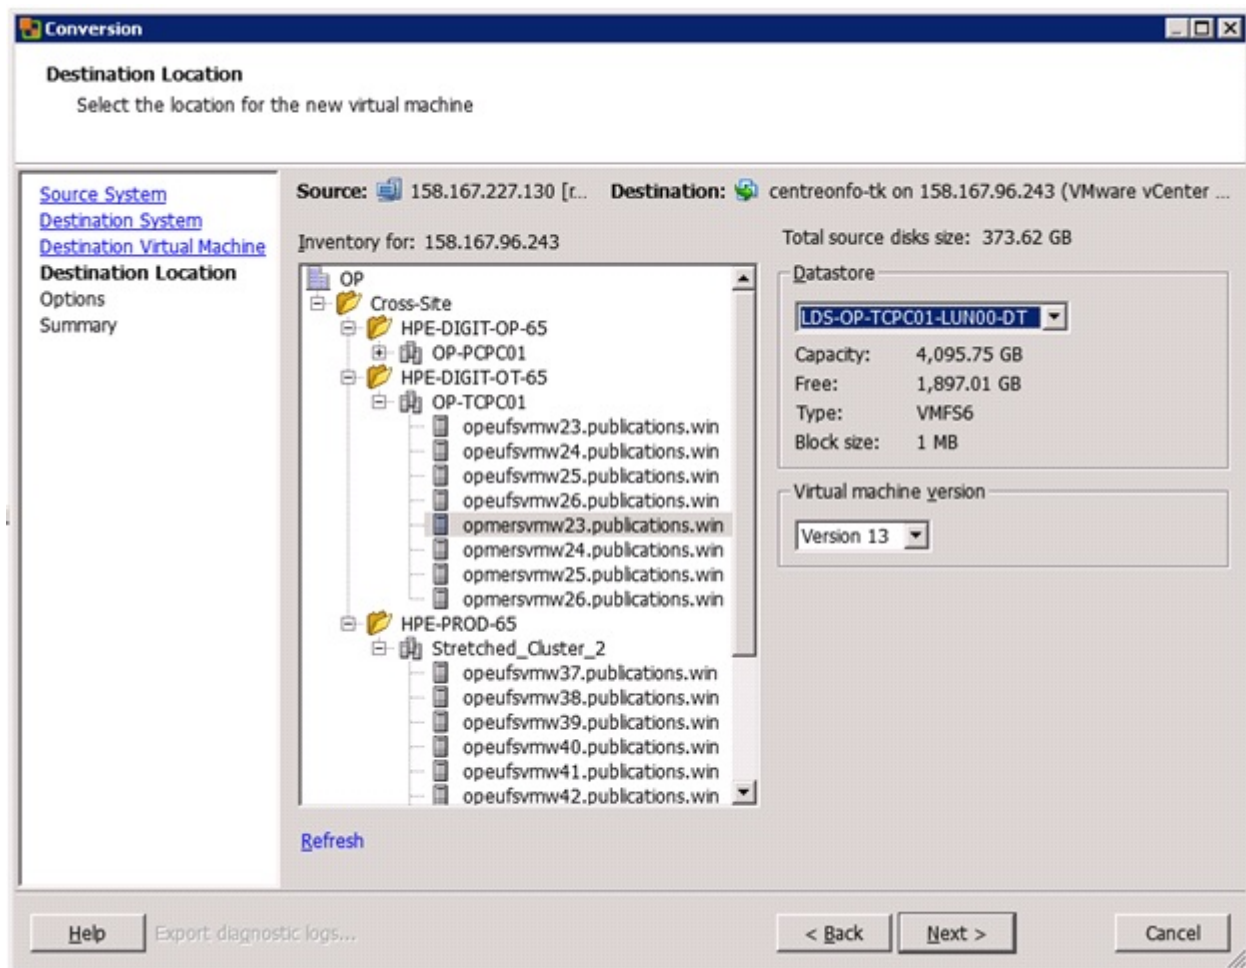 Conversion
Destination Location
Select the location for the new virtual machine
Source System
Destination System
Destination Virtual Machine
Destination Location
Options
Summary
Source: 158.167.227.130 [r... Destination: centreonfo-tk on 158.167.96.243 (VMware vCenter ...
Inventory for: 158.167.96.243
OP
Cross-Site
HPE-DIGIT-OP-65
OP-PCPC01
HPE-DIGIT-OT-65
OP-TCPC01
opeufsvmw23.publications.win
opeufsvmw24.publications.win
opeufsvmw25.publications.win
opeufsvmw26.publications.win
opmersvmw23.publications.win
opmersvmw24.publications.win
opmersvmw25.publications.win
opmersvmw26.publications.win
HPE-PROD-65
Stretched_Cluster_2
opeufsvmw37.publications.win
opeufsvmw38.publications.win
opeufsvmw39.publications.win
opeufsvmw40.publications.win
opeufsvmw41.publications.win
opeufsvmw42.publications.win
Refresh
Total source disks size: 373.62 GB
Datastore
LDS-OP-TCPC01-LUN00-DT
Capacity: 4,095.75 GB
Free: 1,897.01 GB
Type: VMFS6
Block size: 1 MB
Virtual machine version
Version 13
Help Export diagnostic logs... < Back Next > Cancel